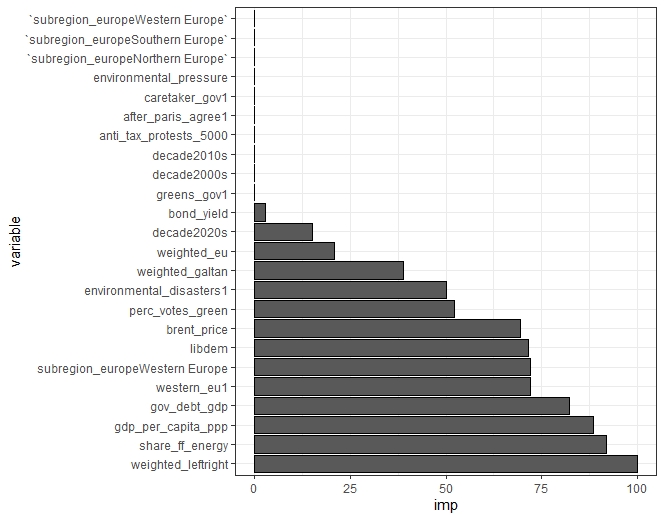 `subregion_europeWestern Europe`
`subregion_europeSouthern Europe`
`subregion_europeNorthern Europe`
environmental_pressure
caretaker_gov1
after_paris_agree1
anti_tax_protests_5000
decade2010s
decade2000s
greens_gov1
bond_yield
decade2020s
weighted_eu
weighted_galtan
environmental_disasters1
perc_votes_green
brent_price
libdem
subregion_europeWestern Europe
western_eu1
gov_debt_gdp
gdp_per_capita_ppp
share_ff_energy
weighted_leftright
variable
0 25 50 75 100
imp